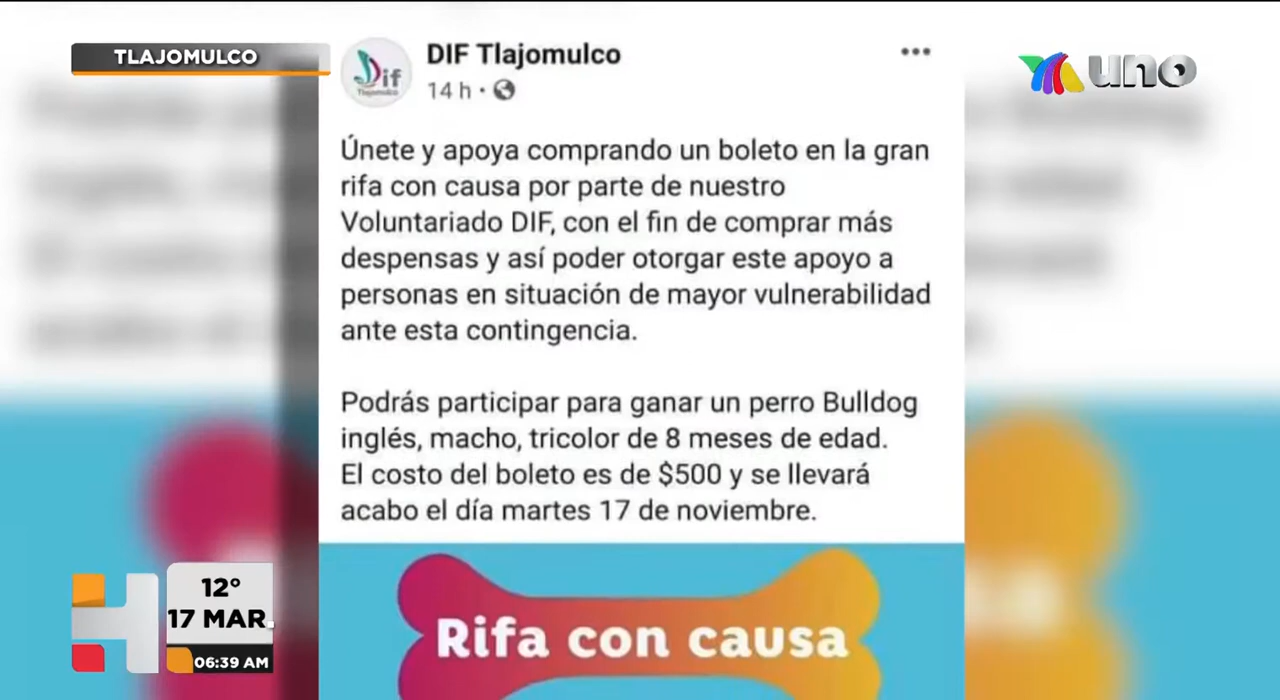 TLAJOMULCO
DIF Tlajomulco
14 h
Dif
Tlajomulco
uno
Únete y apoya comprando un boleto en la gran
rifa con causa por parte de nuestro
Voluntariado DIF, con el fin de comprar más
despensas y así poder otorgar este apoyo a
personas en situación de mayor vulnerabilidad
ante esta contingencia.
Podrás participar para ganar un perro Bulldog
inglés, macho, tricolor de 8 meses de edad.
El costo del boleto es de $500 y se llevará
acabo el día martes 17 de noviembre.
Rifa con causa
H
12°
17 MAR.
06:39 AM